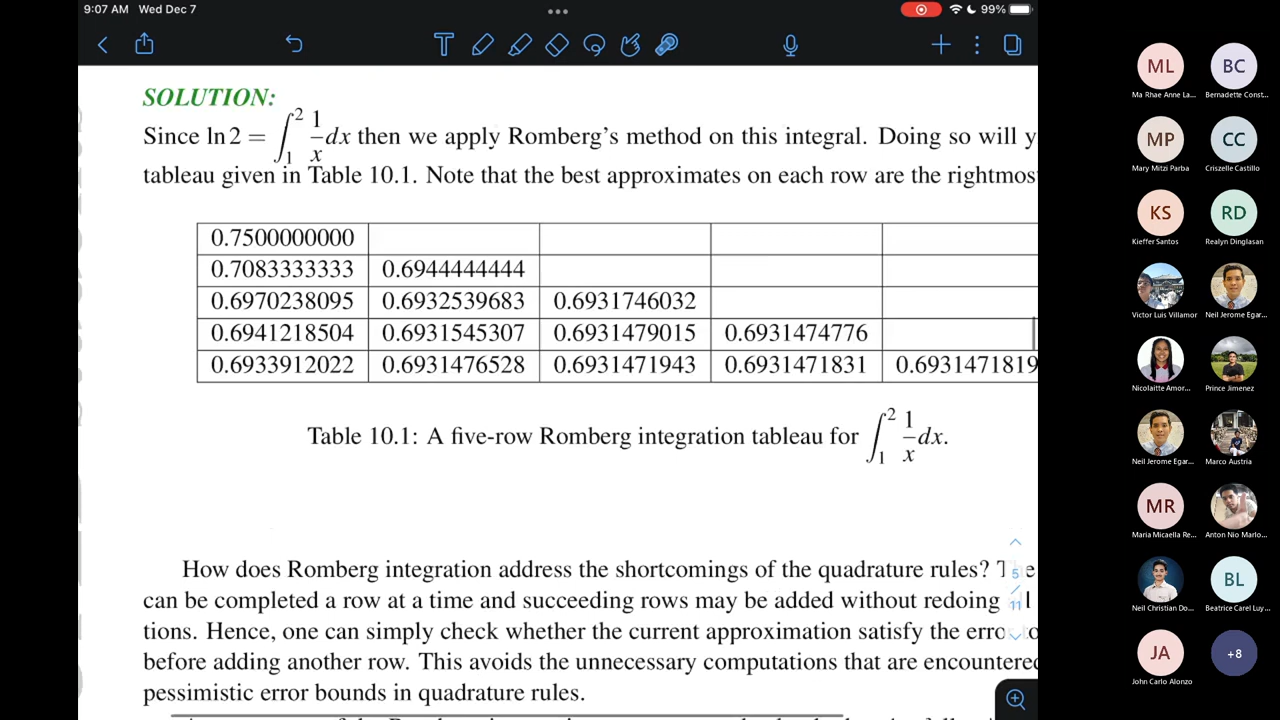 9:07 AM Wed Dec 7
99%
SOLUTION:
Since ln 2 = ∫₁² 1/x dx then we apply Romberg's method on this integral. Doing so will y
tableau given in Table 10.1. Note that the best approximates on each row are the rightmos
0.7500000000
0.7083333333 0.6944444444
0.6970238095 0.6932539683 0.6931746032
0.6941218504 0.6931545307 0.6931479015 0.6931474776
0.6933912022 0.6931476528 0.6931471943 0.6931471831 0.6931471819
Table 10.1: A five-row Romberg integration tableau for ∫₁² 1/x dx.
How does Romberg integration address the shortcomings of the quadrature rules? The
can be completed a row at a time and succeeding rows may be added without redoing
tions. Hence, one can simply check whether the current approximation satisfy the error to
before adding another row. This avoids the unnecessary computations that are encountered
pessimistic error bounds in quadrature rules.
5
11
ML BC
Ma Rhae Anne La... Bernadette Const...
MP CC
Mary Mitzi Parba Criszelle Castillo
KS RD
Kieffer Santos Realyn Dinglasan
Victor Luis Villamor Neil Jerome Egar...
Nicolaitte Amor... Prince Jimenez
Neil Jerome Egar... Marco Austria
MR
Maria Micaella Re... Anton Nio Marlo...
BL
Neil Christian Do... Beatrice Carel Luy...
JA +8
John Carlo Alonzo